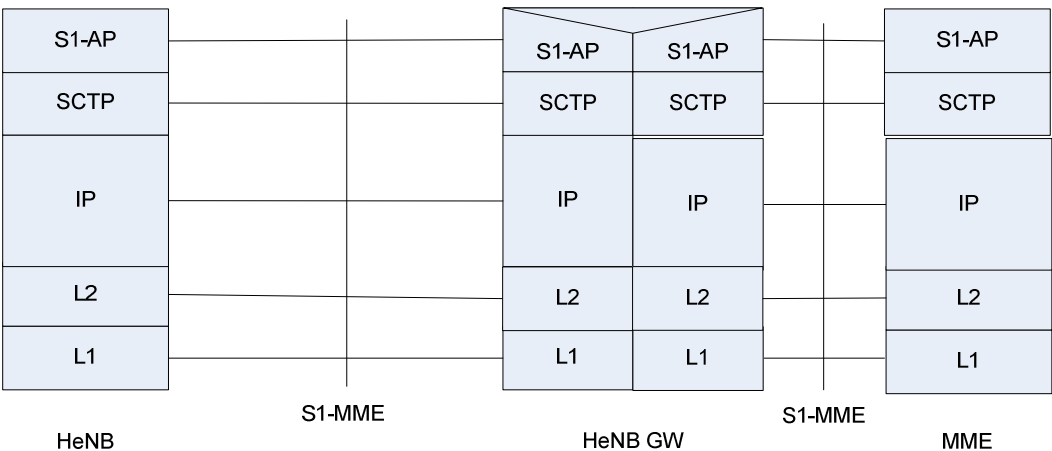 S1-AP
S1-AP
S1-AP
S1-AP
SCTP
SCTP
SCTP
SCTP
IP
IP
IP
IP
L2
L2
L2
L2
L1
L1
L1
L1
S1-MME
S1-MME
HeNB
HeNB GW
MME